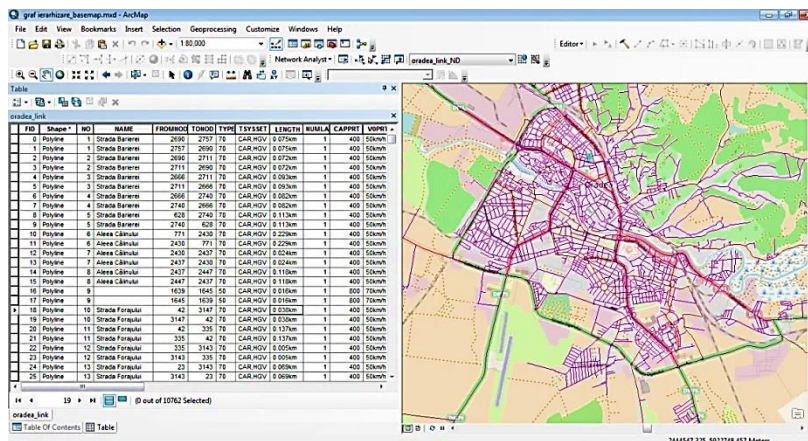 graf ierarhizare_basemap.mxd - ArcMap
File Edit View Bookmarks Insert Selection Geoprocessing Customize Windows Help
1:80,000
Editor
Network Analyst oradea_link_ND
Table
oradea_link
FID Shape * NO NAME FROMNOD TONOD TYPE TSYSSET LENGTH NUMLA CAPPRT V0PRT
0 Polyline 1 Strada Barierei 2690 2757 70 CAR,HGV 0.075km 1 400 50km/h
1 Polyline 1 Strada Barierei 2757 2690 70 CAR,HGV 0.075km 1 400 50km/h
2 Polyline 2 Strada Barierei 2690 2711 70 CAR,HGV 0.072km 1 400 50km/h
3 Polyline 2 Strada Barierei 2711 2690 70 CAR,HGV 0.072km 1 400 50km/h
4 Polyline 3 Strada Barierei 2666 2711 70 CAR,HGV 0.093km 1 400 50km/h
5 Polyline 3 Strada Barierei 2711 2666 70 CAR,HGV 0.093km 1 400 50km/h
6 Polyline 4 Strada Barierei 2666 2740 70 CAR,HGV 0.082km 1 400 50km/h
7 Polyline 4 Strada Barierei 2740 2666 70 CAR,HGV 0.082km 1 400 50km/h
8 Polyline 5 Strada Barierei 628 2740 70 CAR,HGV 0.113km 1 400 50km/h
9 Polyline 5 Strada Barierei 2740 628 70 CAR,HGV 0.113km 1 400 50km/h
10 Polyline 6 Aleea Căinului 771 2430 70 CAR,HGV 0.229km 1 400 50km/h
11 Polyline 6 Aleea Căinului 2430 771 70 CAR,HGV 0.229km 1 400 50km/h
12 Polyline 7 Aleea Căinului 2430 2437 70 CAR,HGV 0.024km 1 400 50km/h
13 Polyline 7 Aleea Căinului 2437 2430 70 CAR,HGV 0.024km 1 400 50km/h
14 Polyline 8 Aleea Căinului 2437 2447 70 CAR,HGV 0.118km 1 400 50km/h
15 Polyline 8 Aleea Căinului 2447 2437 70 CAR,HGV 0.118km 1 400 50km/h
16 Polyline 9 1639 1645 50 CAR,HGV 0.016km 1 800 70km/h
17 Polyline 9 1645 1639 50 CAR,HGV 0.016km 1 800 70km/h
18 Polyline 10 Strada Forajului 42 3147 70 CAR,HGV 0.038km 1 400 50km/h
19 Polyline 10 Strada Forajului 3147 42 70 CAR,HGV 0.038km 1 400 50km/h
20 Polyline 11 Strada Forajului 42 335 70 CAR,HGV 0.137km 1 400 50km/h
21 Polyline 11 Strada Forajului 335 42 70 CAR,HGV 0.137km 1 400 50km/h
22 Polyline 12 Strada Forajului 335 3143 70 CAR,HGV 0.005km 1 400 50km/h
23 Polyline 12 Strada Forajului 3143 335 70 CAR,HGV 0.005km 1 400 50km/h
24 Polyline 13 Strada Forajului 23 3143 70 CAR,HGV 0.069km 1 400 50km/h
25 Polyline 13 Strada Forajului 3143 23 70 CAR,HGV 0.069km 1 400 50km/h
19 (0 out of 10762 Selected)
oradea_link
Table Of Contents Table
Oradea